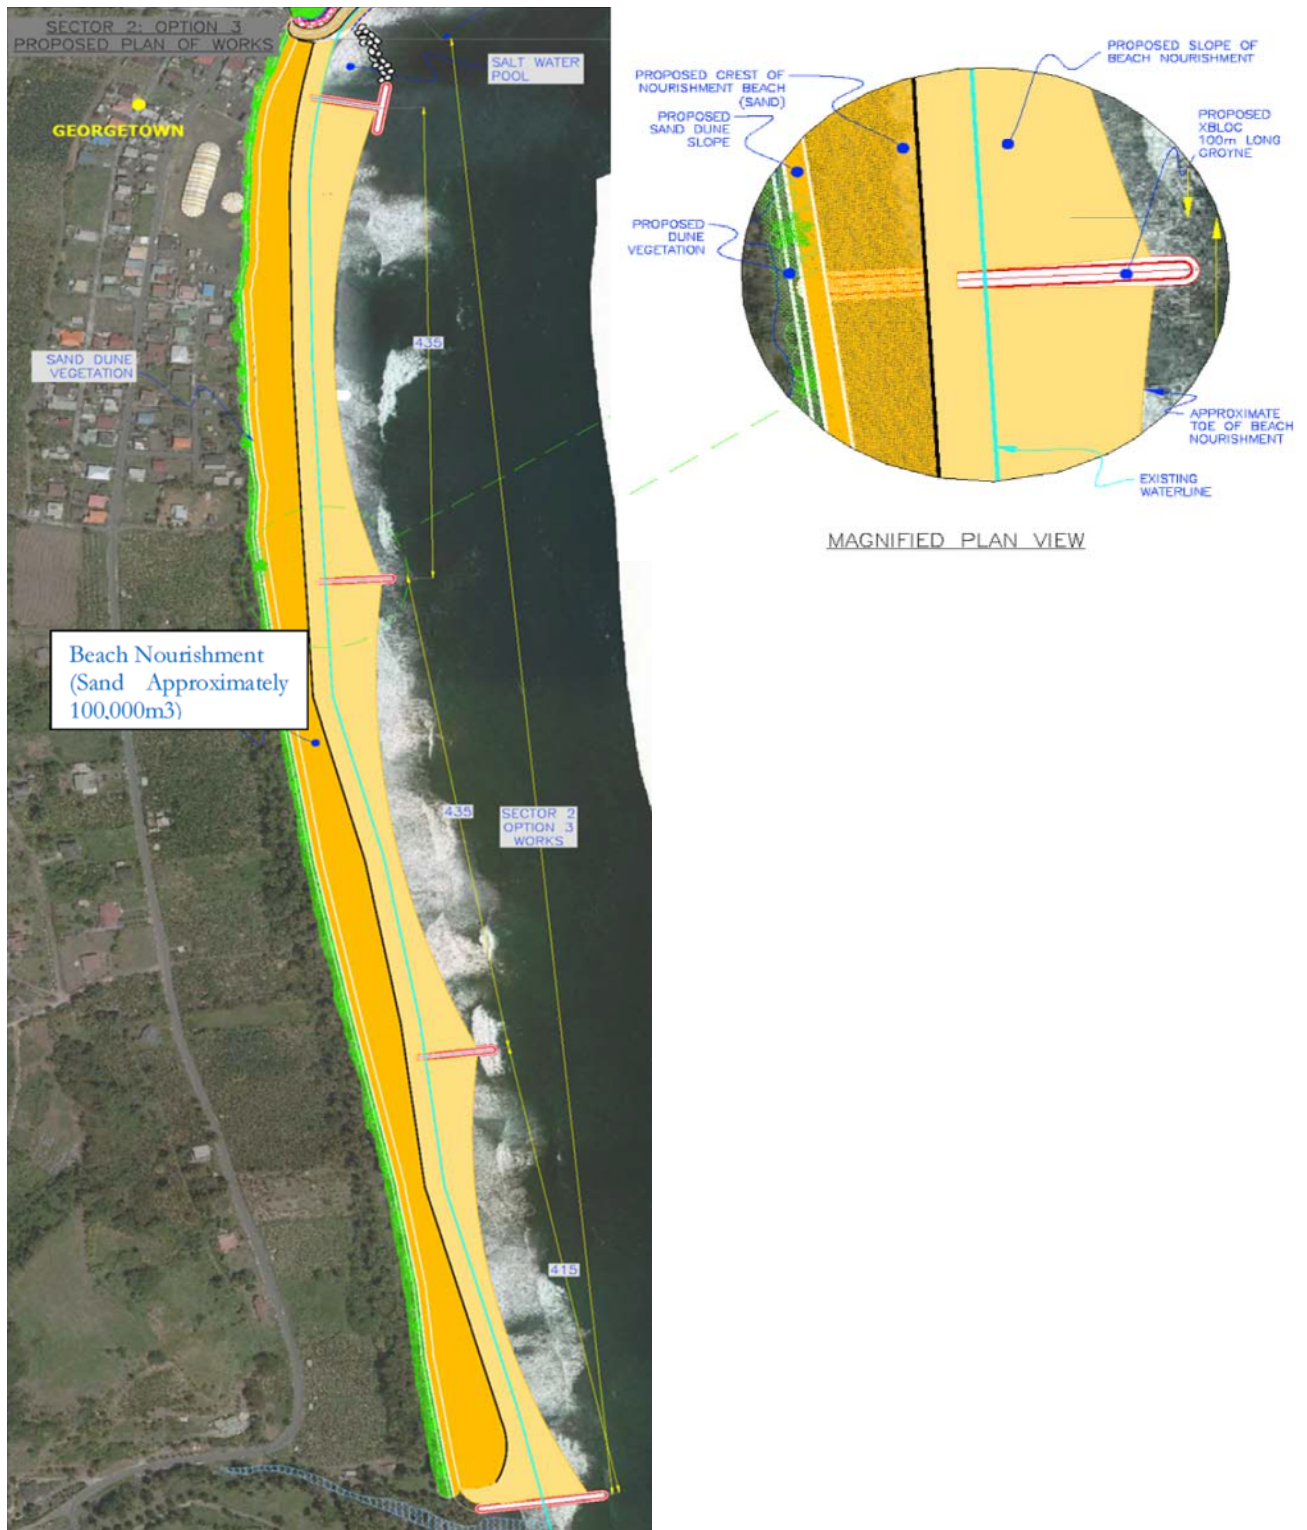 SECTOR 2: OPTION 3
PROPOSED PLAN OF WORKS
SALT WATER
POOL
GEORGETOWN
435
SAND DUNE
VEGETATION
Beach Nourishment
(Sand Approximately
100,000m3)
435
SECTOR 2
OPTION 3
WORKS
415
PROPOSED SLOPE OF
BEACH NOURISHMENT
PROPOSED CREST OF
NOURISHMENT BEACH
(SAND)
PROPOSED
SAND DUNE
SLOPE
PROPOSED
XBLOC
100m LONG
GROYNE
PROPOSED
DUNE
VEGETATION
APPROXIMATE
TOE OF BEACH
NOURISHMENT
EXISTING
WATERLINE
MAGNIFIED PLAN VIEW